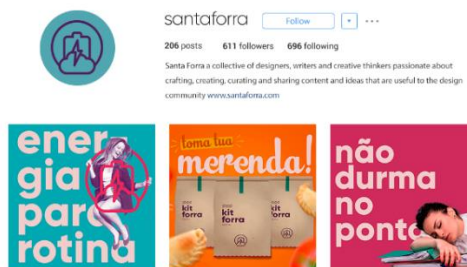 santaforra Follow
206 posts 611 followers 696 following
Santa Forra a collective of designers, writers and creative thinkers passionate about
crafting, creating, curating and sharing content and ideas that are useful to the design
community www.santaforra.com
ener
gia
para
rotina
toma tua
merenda!
kit
forra
kit
forra
kit
forra
não
durma
no
ponto